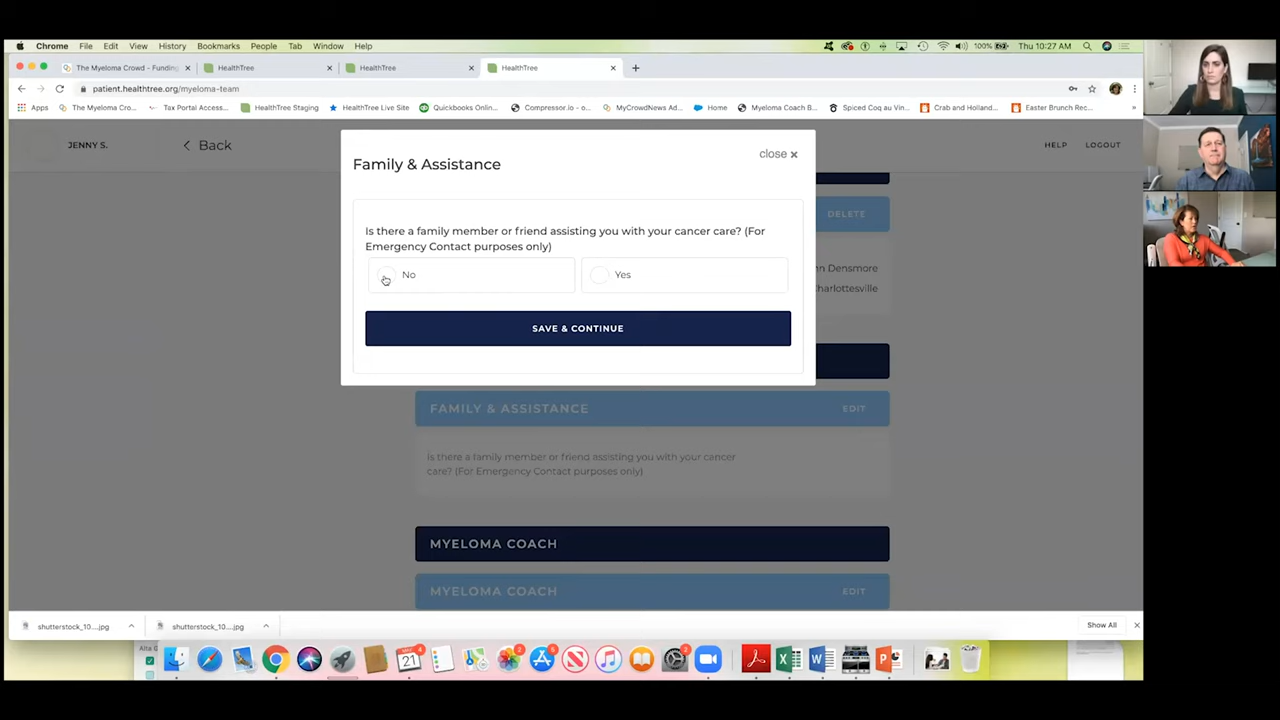 Chrome File Edit View History Bookmarks People Tab Window Help 100% Thu 10:27 AM
The Myeloma Crowd - Funding HealthTree HealthTree HealthTree
patient.healthtree.org/myeloma-team
Apps The Myeloma Cro... Tax Portal Access... HealthTree Staging HealthTree Live Site Quickbooks Onlin... Compressor.io - o... MyCrowdNews Ad... Home Myeloma Coach B... Spiced Coq au Vin... Crab and Holland... Easter Brunch Rec... »
JENNY S. Back HELP LOGOUT
close ×
Family & Assistance
DELETE
Is there a family member or friend assisting you with your cancer care? (For
Emergency Contact purposes only)
nn Densmore
No Yes
Charlottesville
SAVE & CONTINUE
FAMILY & ASSISTANCE EDIT
Is there a family member or friend assisting you with your cancer
care? (For Emergency Contact purposes only)
MYELOMA COACH
MYELOMA COACH EDIT
shutterstock_10....jpg shutterstock_10....jpg Show All
Alta G
MAY
21